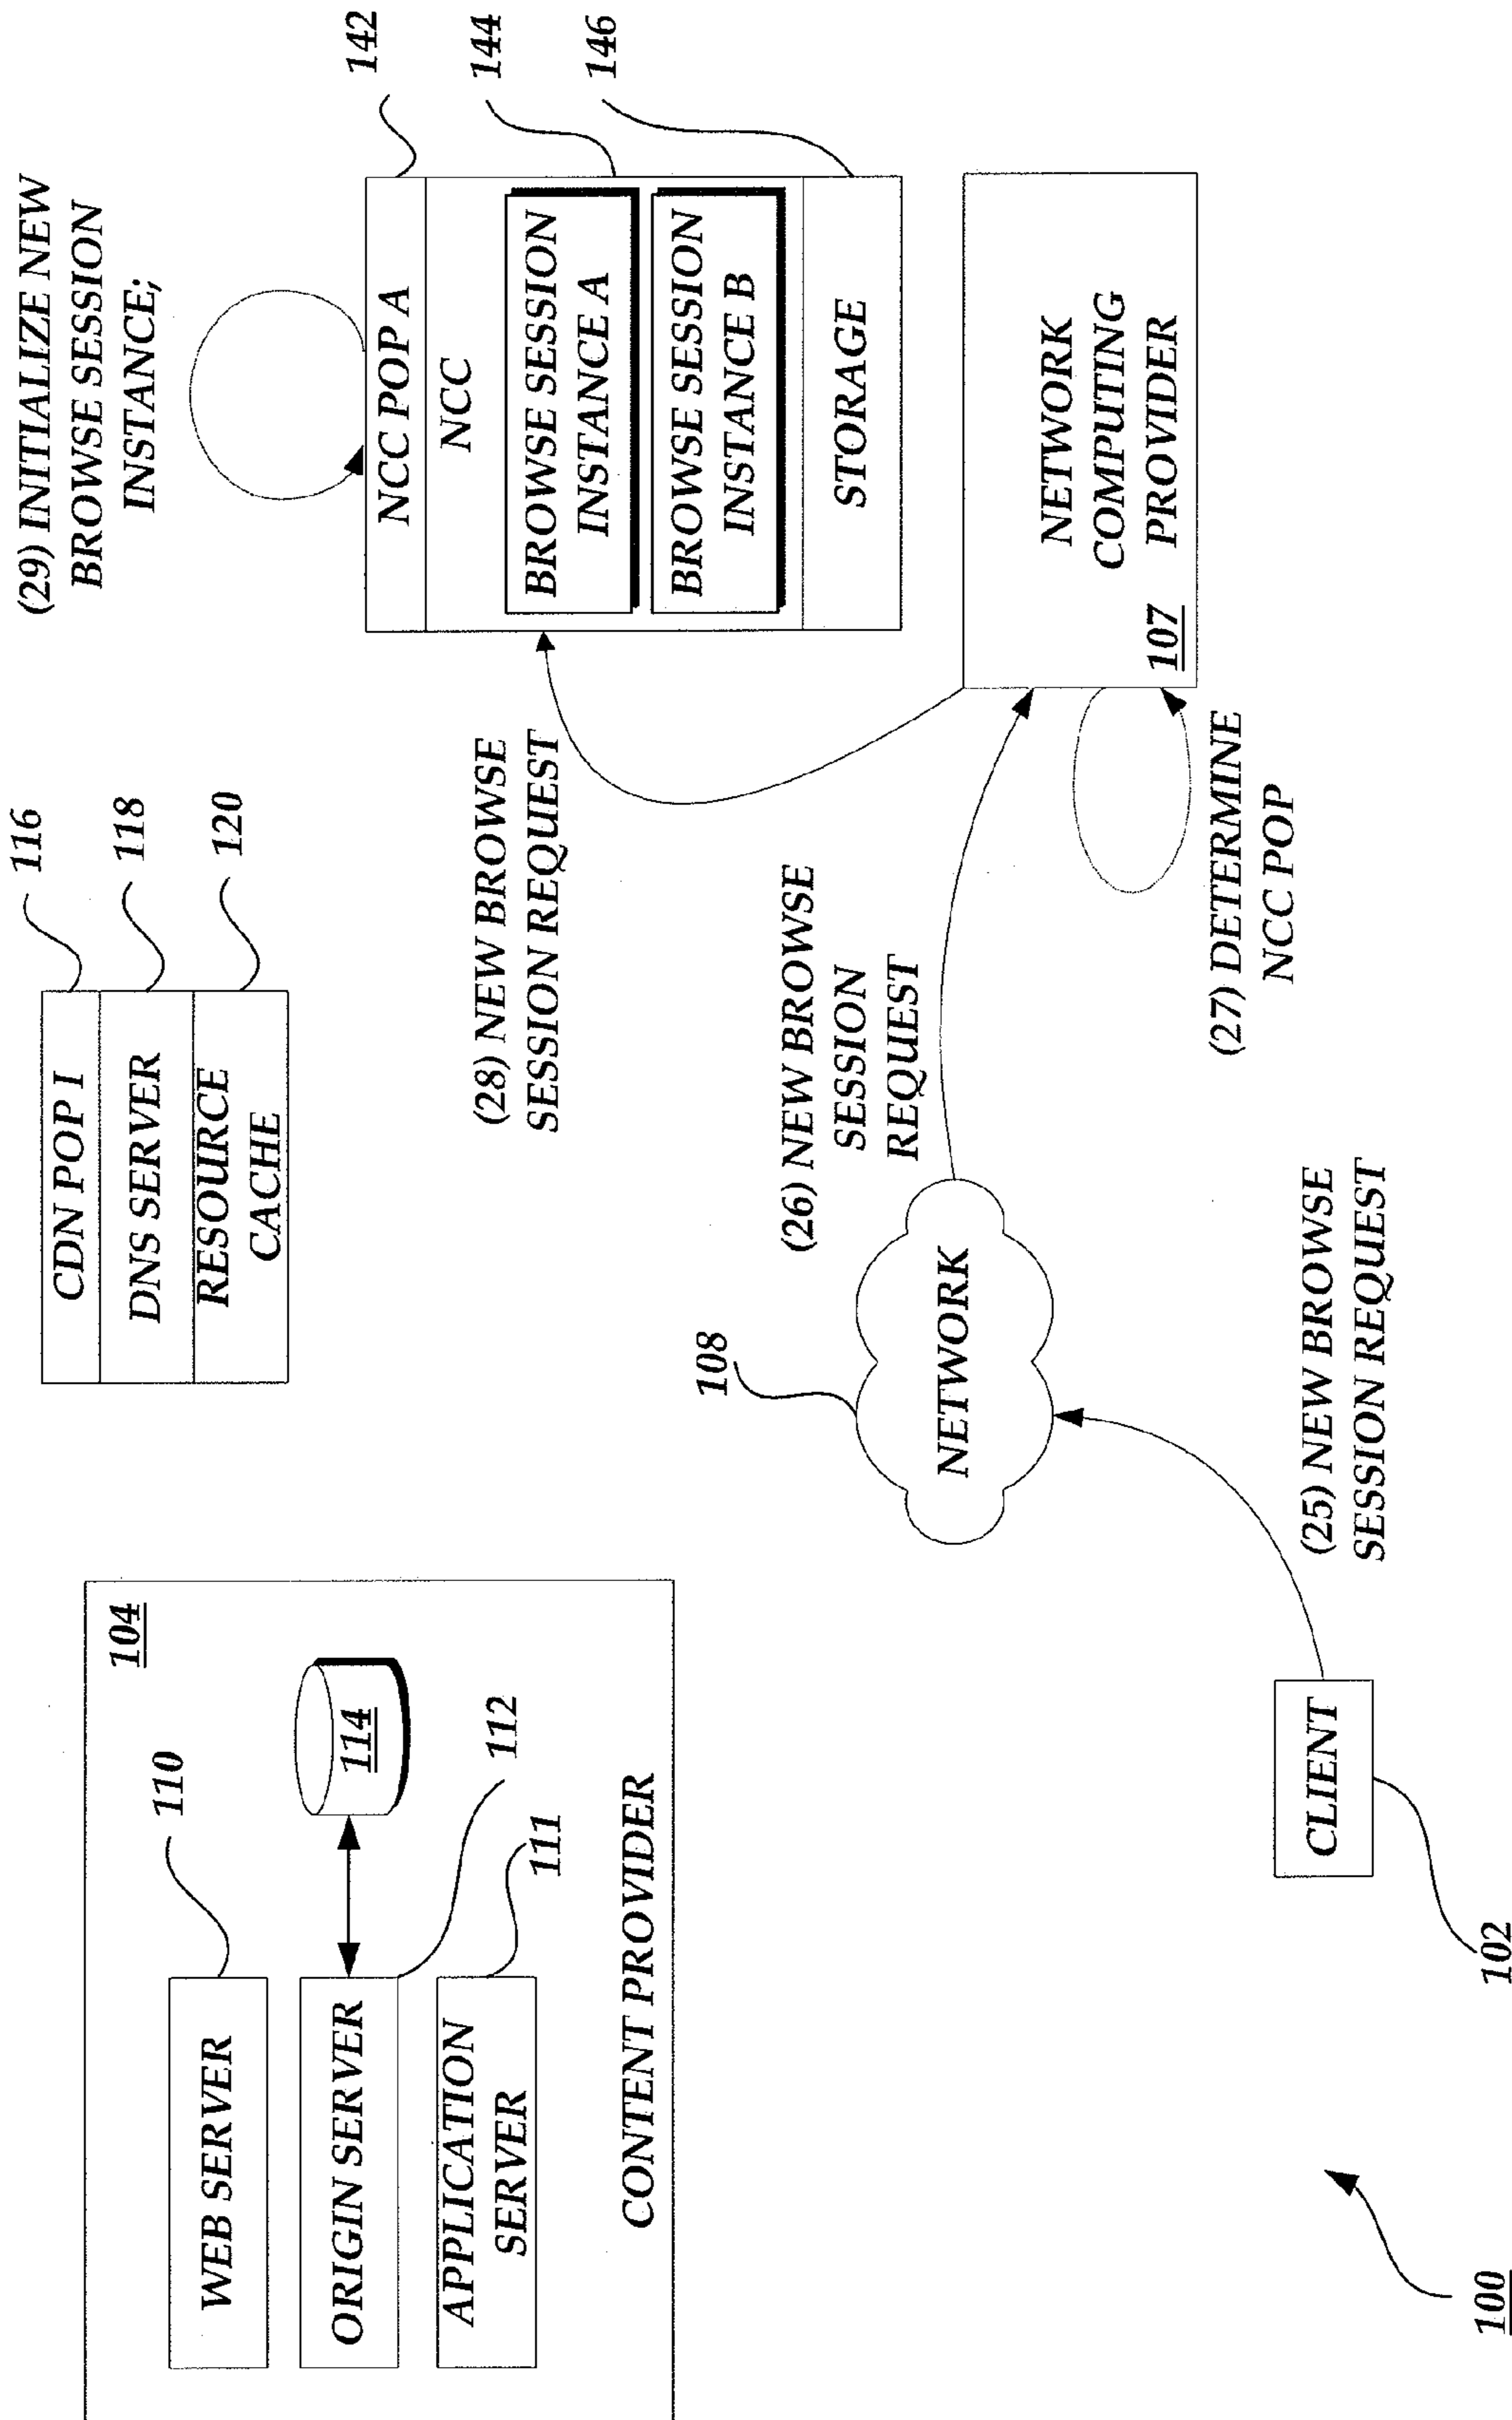 104
110
WEB SERVER
ORIGIN SERVER
114
112
APPLICATION
SERVER
111
CONTENT PROVIDER
CDN POP I
DNS SERVER
RESOURCE
CACHE
116
118
120
(29) INITIALIZE NEW
BROWSE SESSION
INSTANCE;
NCC POP A
NCC
BROWSE SESSION
INSTANCE A
BROWSE SESSION
INSTANCE B
STORAGE
142
144
146
(28) NEW BROWSE
SESSION REQUEST
108
NETWORK
(26) NEW BROWSE
SESSION
REQUEST
NETWORK
COMPUTING
PROVIDER
107
(27) DETERMINE
NCC POP
CLIENT
102
(25) NEW BROWSE
SESSION REQUEST
100